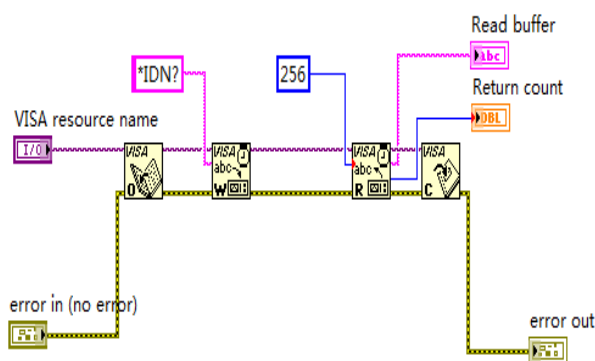 Read buffer
*IDN?
256
abc
Return count
DBL
VISA resource name
I/O
VISA
VISA
VISA
VISA
abc
abc
O
W
R
C
error in (no error)
error out